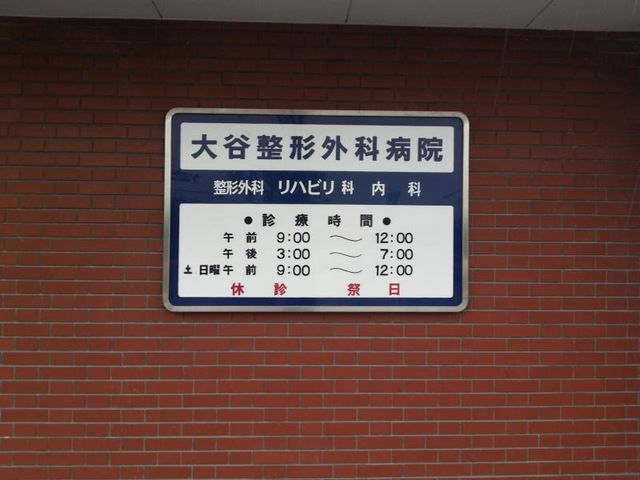 大谷整形外科病院
整形外科 リハビリ科 内科
●診療時間●
午前 9:00 〜 12:00
午後 3:00 〜 7:00
土日曜午前 9:00 〜 12:00
休診 祭日